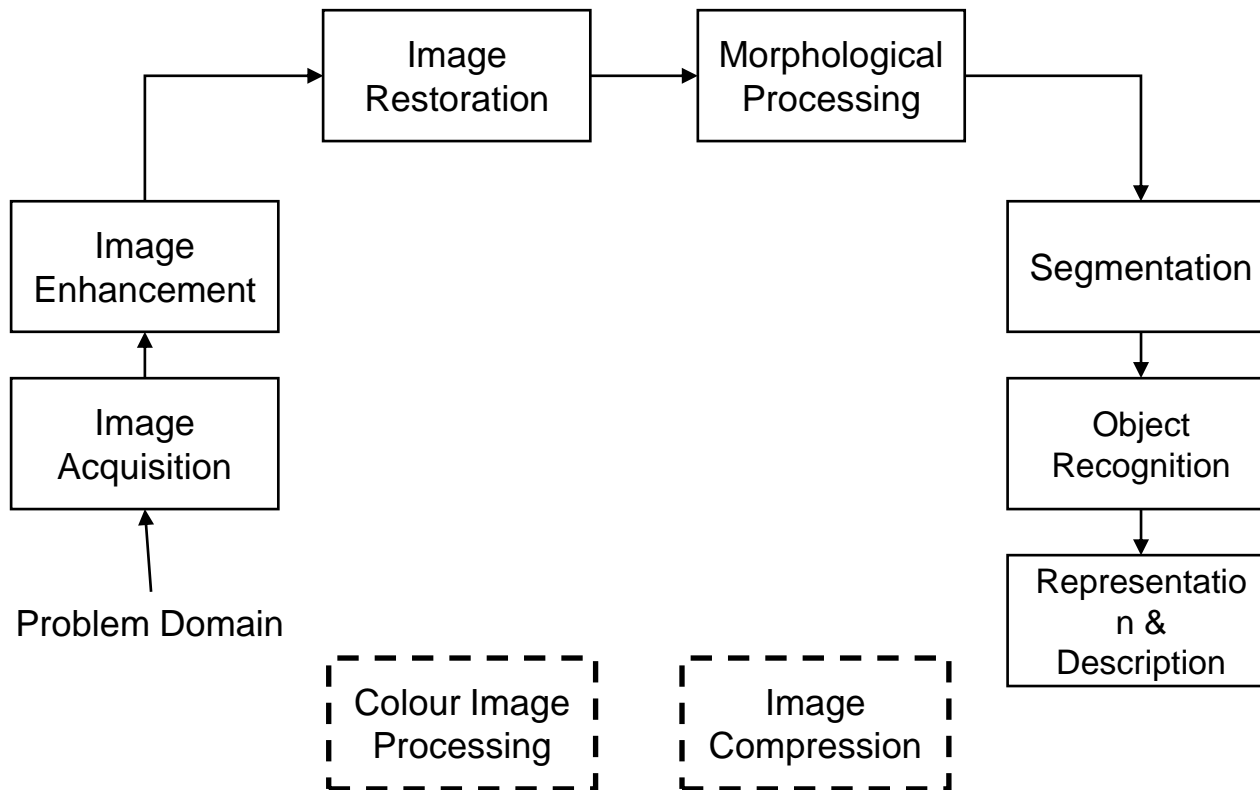 Image
Restoration
Morphological
Processing
Image
Enhancement
Segmentation
Image
Acquisition
Object
Recognition
Problem Domain
Representatio
n &
Description
Colour Image
Processing
Image
Compression